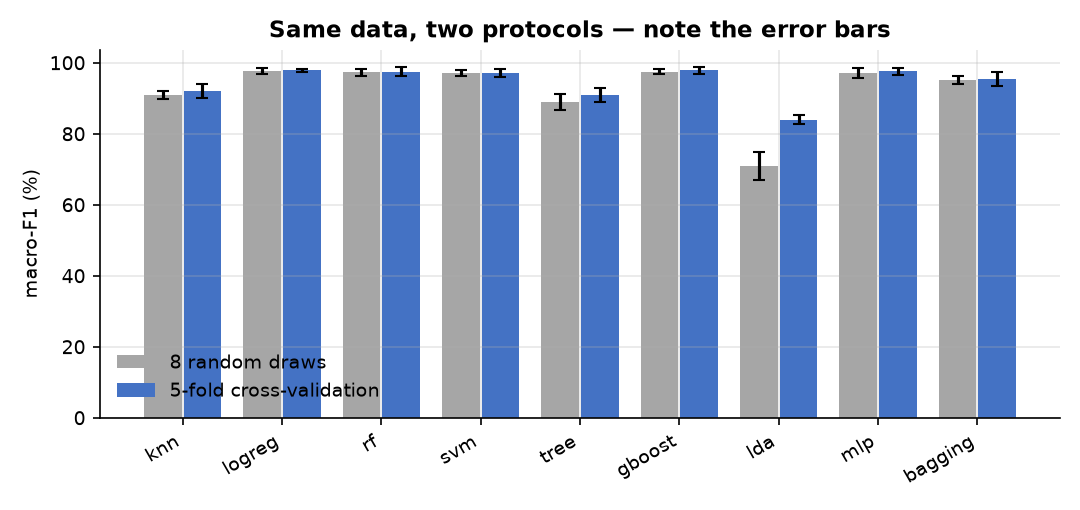 Same data, two protocols — note the error bars
macro-F1 (%)
100
80
60
40
20
0
8 random draws
5-fold cross-validation
knn
logreg
rf
svm
tree
gboost
lda
mlp
bagging